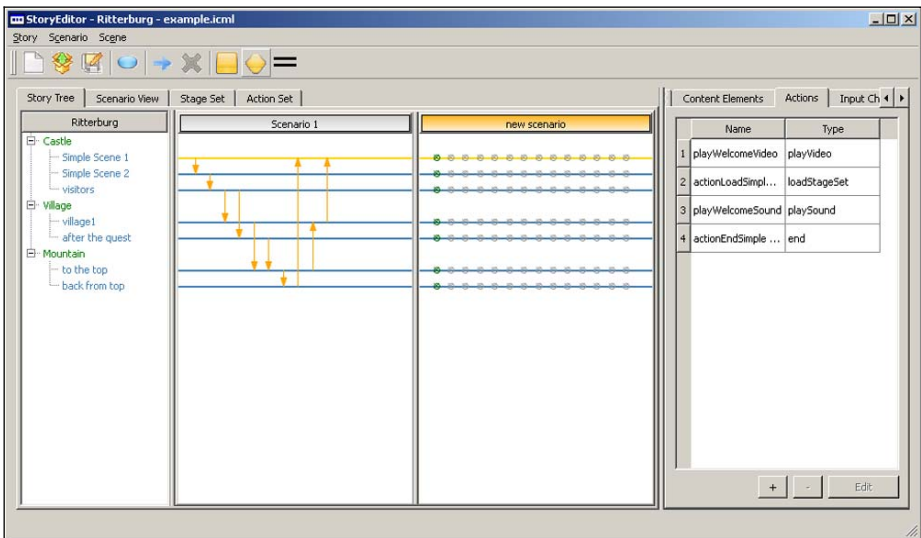 StoryEditor - Ritterburg - example.icml
Story Scenario Scene
Story Tree Scenario View Stage Set Action Set
Ritterburg
Castle
Simple Scene 1
Simple Scene 2
visitors
Village
village1
after the quest
Mountain
to the top
back from top
Scenario 1
new scenario
Content Elements Actions Input Ch
Name Type
1 playWelcomeVideo playVideo
2 actionLoadSimpl... loadStageSet
3 playWelcomeSound playSound
4 actionEndSimple ... end
+ - Edit